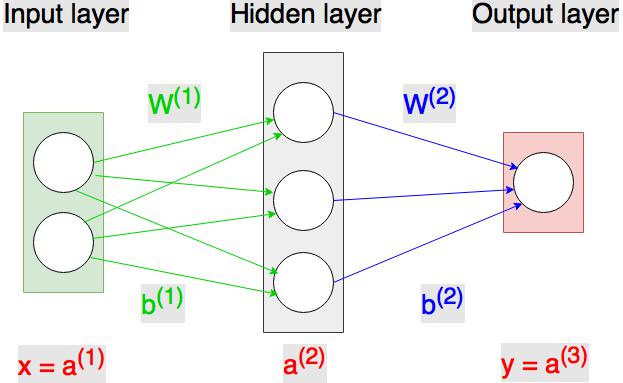 Input layer
Hidden layer
Output layer
W(1)
W(2)
b(1)
b(2)
x = a(1)
a(2)
y = a(3)